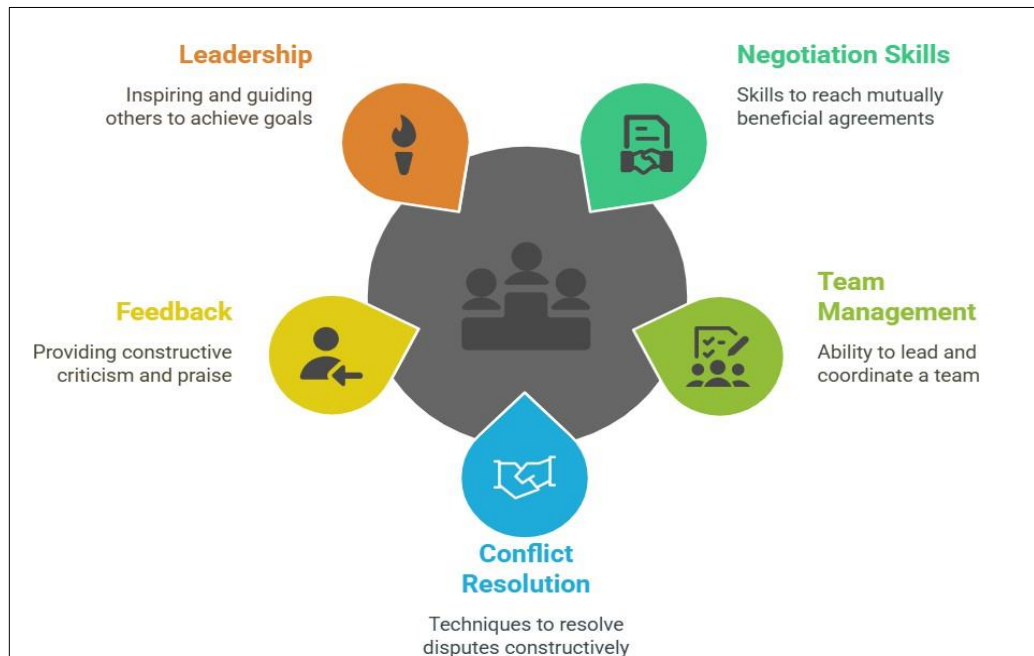 Leadership
Inspiring and guiding
others to achieve goals
Negotiation Skills
Skills to reach mutually
beneficial agreements
Feedback
Providing constructive
criticism and praise
Team
Management
Ability to lead and
coordinate a team
Conflict
Resolution
Techniques to resolve
disputes constructively